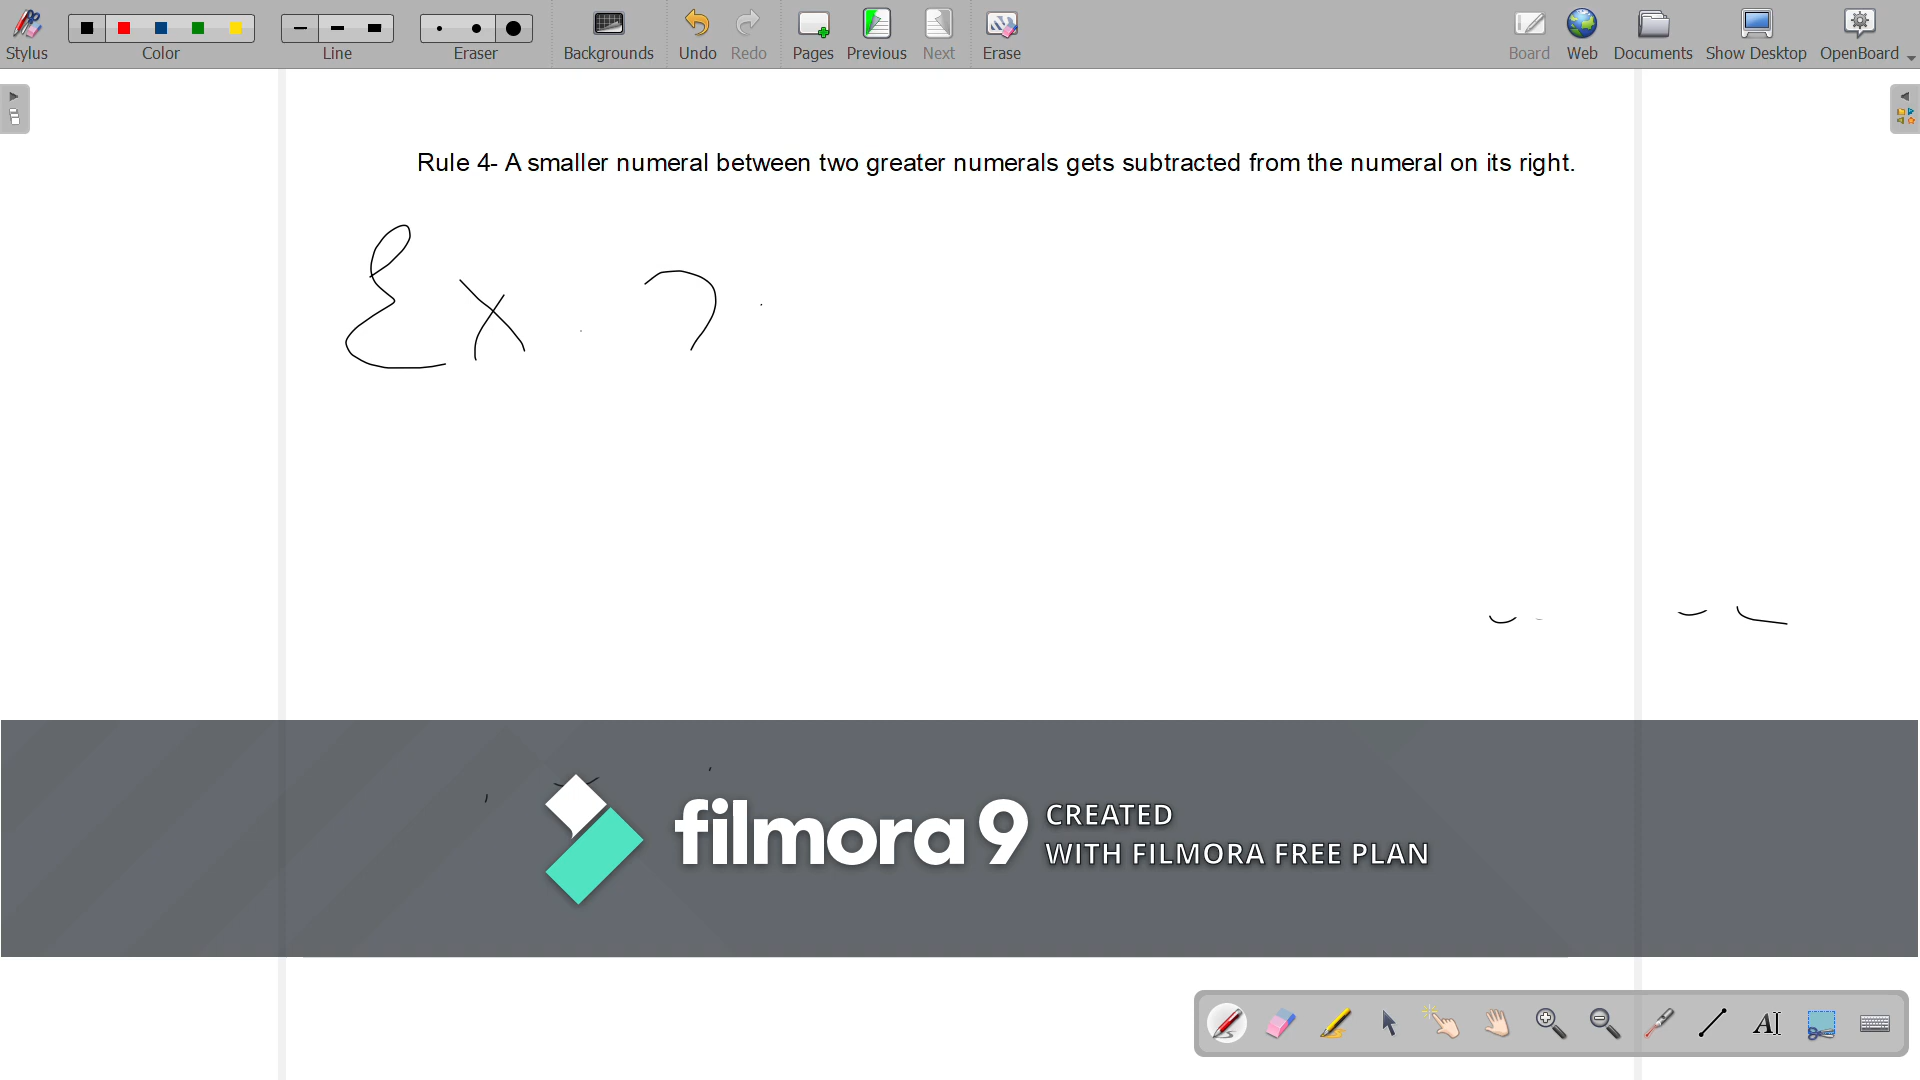 Stylus Color Line Eraser Backgrounds Undo Redo Pages Previous Next Erase Board Web Documents Show Desktop OpenBoard
Rule 4- A smaller numeral between two greater numerals gets subtracted from the numeral on its right.
Ex .
filmora9 CREATED
WITH FILMORA FREE PLAN